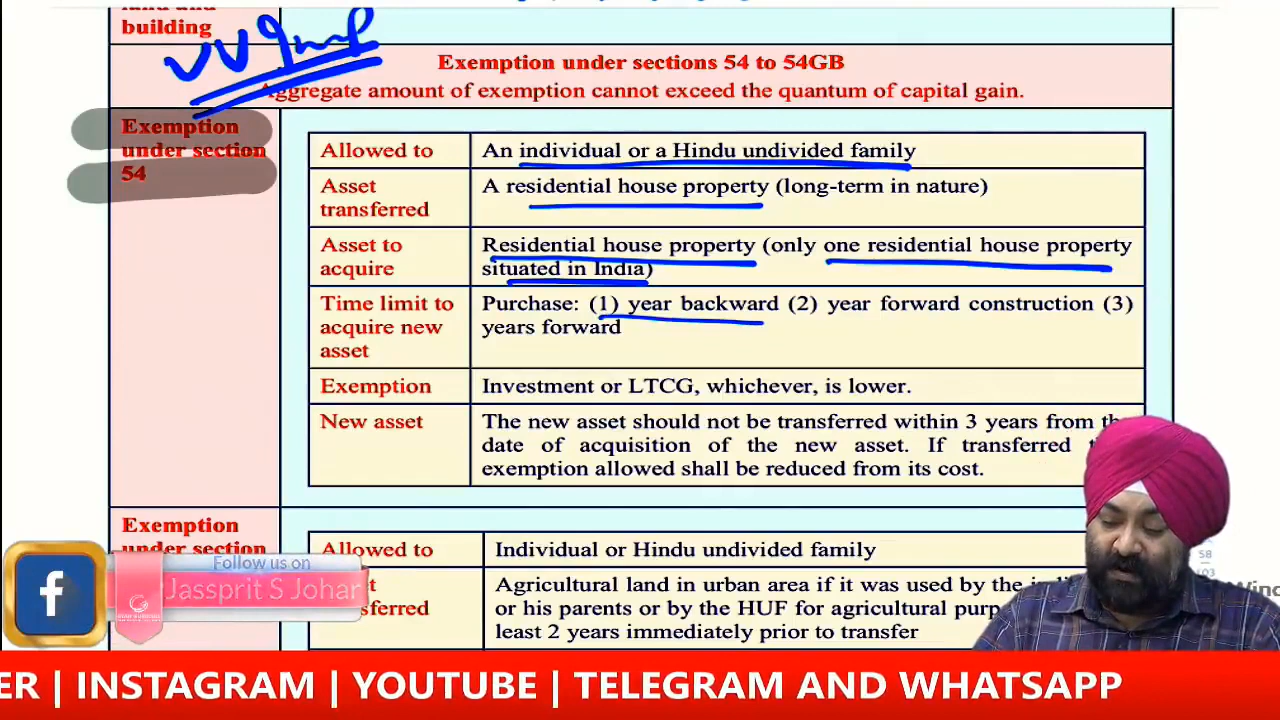 land and
building
VV Imp
Exemption under sections 54 to 54GB
Aggregate amount of exemption cannot exceed the quantum of capital gain.
Exemption
under section
54
Allowed to
An individual or a Hindu undivided family
Asset
transferred
A residential house property (long-term in nature)
Asset to
acquire
Residential house property (only one residential house property
situated in India)
Time limit to
acquire new
asset
Purchase: (1) year backward (2) year forward construction (3)
years forward
Exemption
Investment or LTCG, whichever, is lower.
New asset
The new asset should not be transferred within 3 years from
date of acquisition of the new asset. If transferred
exemption allowed shall be reduced from its cost.
Exemption
under section
Allowed to
Individual or Hindu undivided family
Agricultural land in urban area if it was used by the
or his parents or by the HUF for agricultural
least 2 years immediately prior to transfer
f
Follow us on
Jassprit S Johar
58
ER | INSTAGRAM | YOUTUBE | TELEGRAM AND WHATSAPP